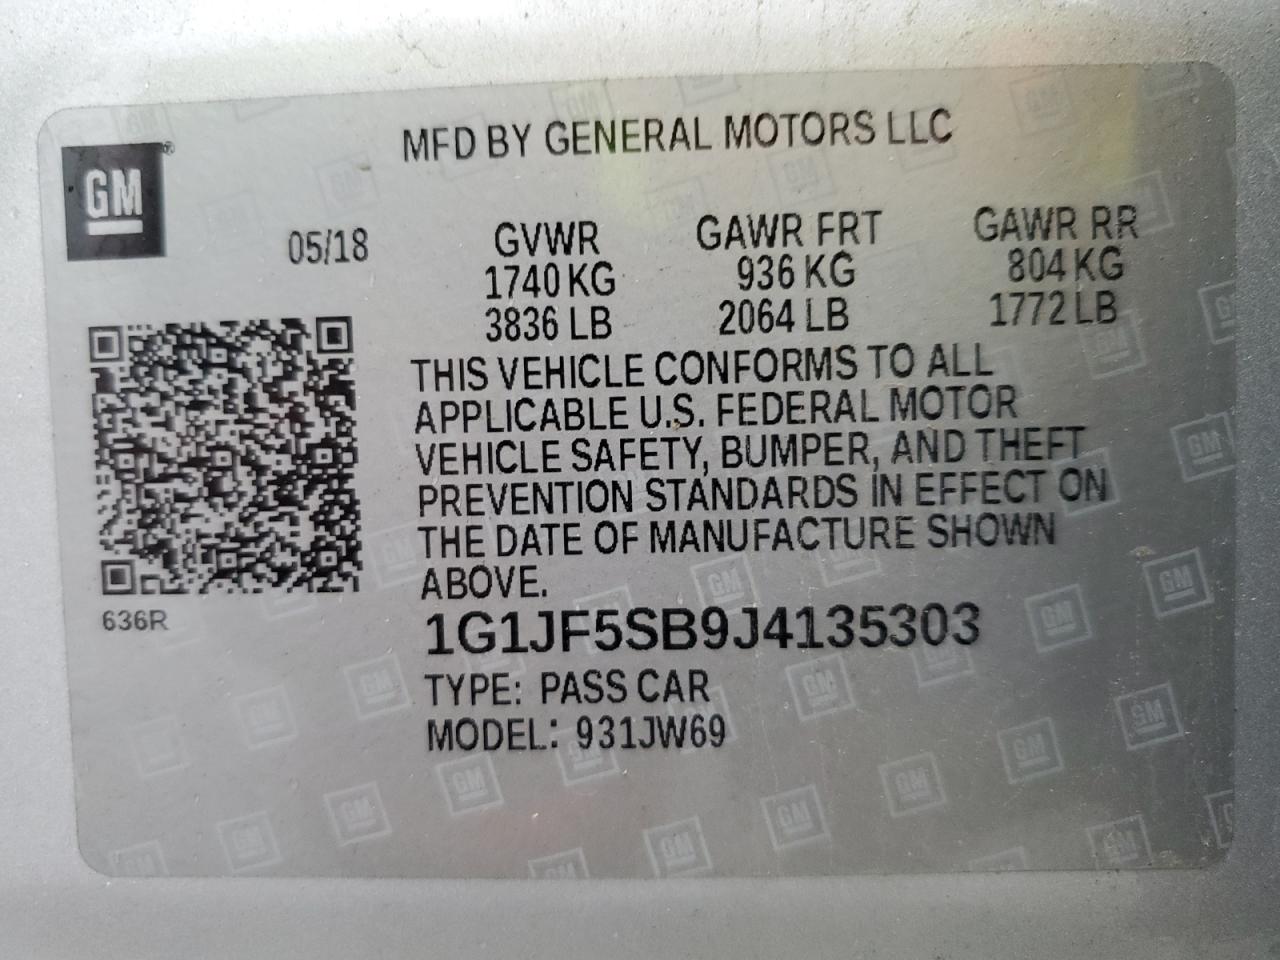 MFD BY GENERAL MOTORS LLC
GM
05/18
GVWR GAWR FRT GAWR RR
1740 KG 936 KG 804 KG
3836 LB 2064 LB 1772 LB
THIS VEHICLE CONFORMS TO ALL
APPLICABLE U.S. FEDERAL MOTOR
VEHICLE SAFETY, BUMPER, AND THEFT
PREVENTION STANDARDS IN EFFECT ON
THE DATE OF MANUFACTURE SHOWN
ABOVE.
636R
1G1JF5SB9J4135303
TYPE: PASS CAR
MODEL: 931JW69